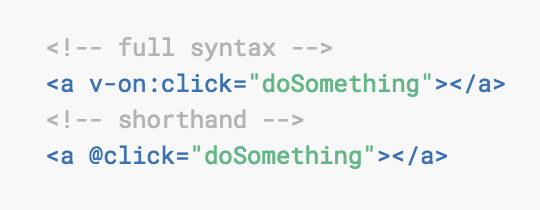 <!-- full syntax -->
<a v-on:click="doSomething"></a>
<!-- shorthand -->
<a @click="doSomething"></a>